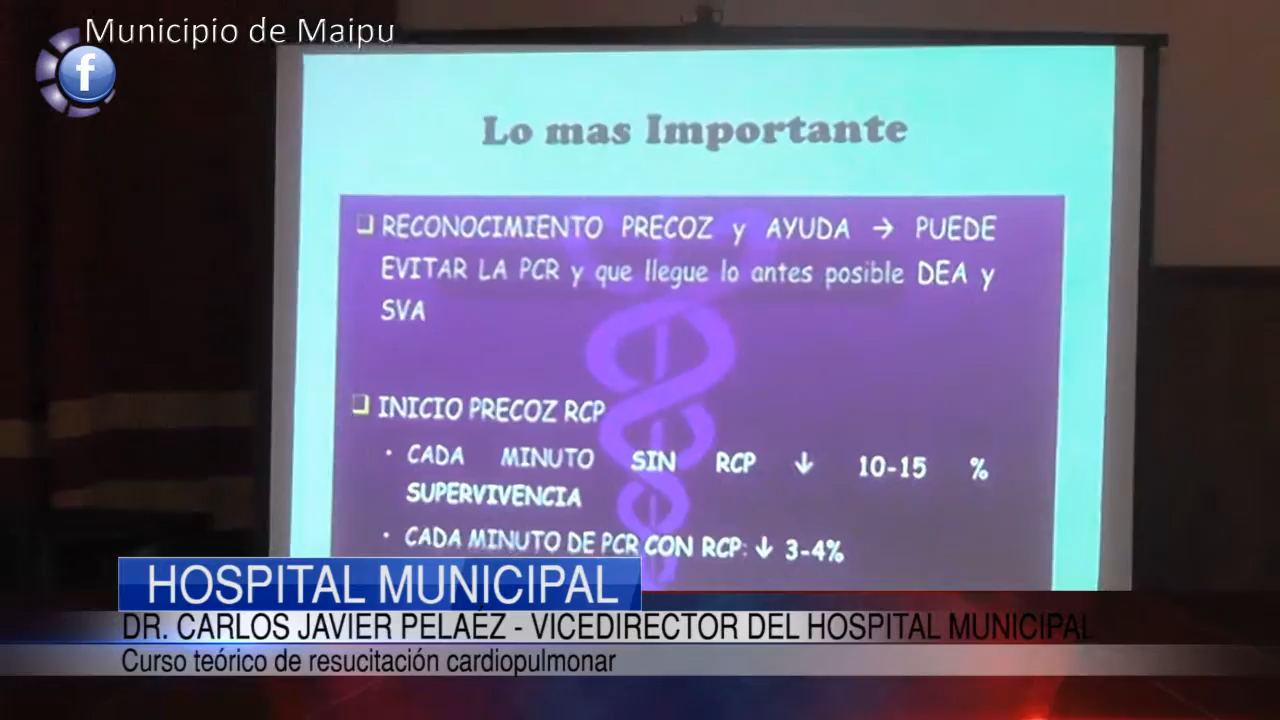 Municipio de Maipu
f
Lo mas Importante
❑ RECONOCIMIENTO PRECOZ y AYUDA → PUEDE
EVITAR LA PCR y que llegue lo antes posible DEA y
SVA
❑ INICIO PRECOZ RCP
• CADA MINUTO SIN RCP ↓ 10-15 %
SUPERVIVENCIA
• CADA MINUTO DE PCR CON RCP: ↓ 3-4%
HOSPITAL MUNICIPAL
DR. CARLOS JAVIER PELAÉZ - VICEDIRECTOR DEL HOSPITAL MUNICIPAL
Curso teórico de resucitación cardiopulmonar